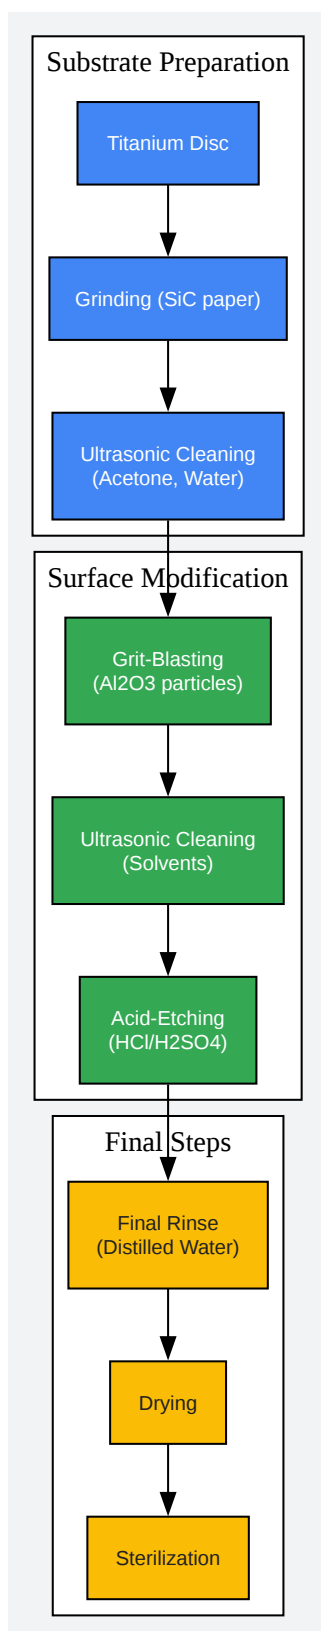 Substrate Preparation
Titanium Disc
Grinding (SiC paper)
Ultrasonic Cleaning
(Acetone, Water)
Surface Modification
Grit-Blasting
(Al2O3 particles)
Ultrasonic Cleaning
(Solvents)
Acid-Etching
(HCl/H2SO4)
Final Steps
Final Rinse
(Distilled Water)
Drying
Sterilization